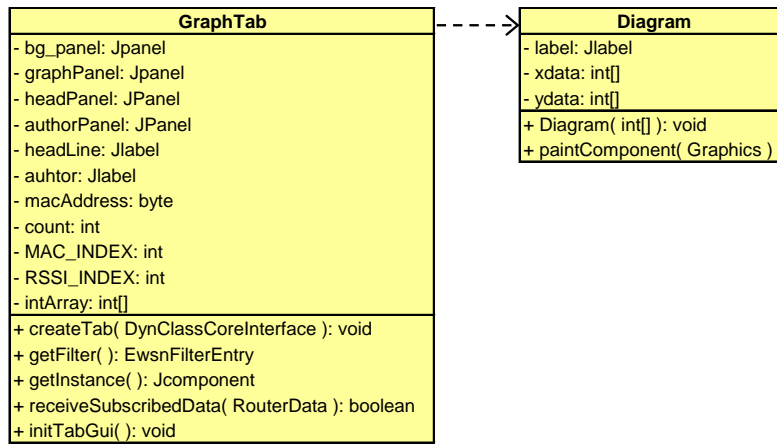 GraphTab
- bg_panel: Jpanel
- graphPanel: Jpanel
- headPanel: JPanel
- authorPanel: JPanel
- headLine: Jlabel
- auhtor: Jlabel
- macAddress: byte
- count: int
- MAC_INDEX: int
- RSSI_INDEX: int
- intArray: int[]
+ createTab( DynClassCoreInterface ): void
+ getFilter( ): EwsnFilterEntry
+ getInstance( ): Jcomponent
+ receiveSubscribedData( RouterData ): boolean
+ initTabGui( ): void
Diagram
- label: Jlabel
- xdata: int[]
- ydata: int[]
+ Diagram( int[] ): void
+ paintComponent( Graphics )